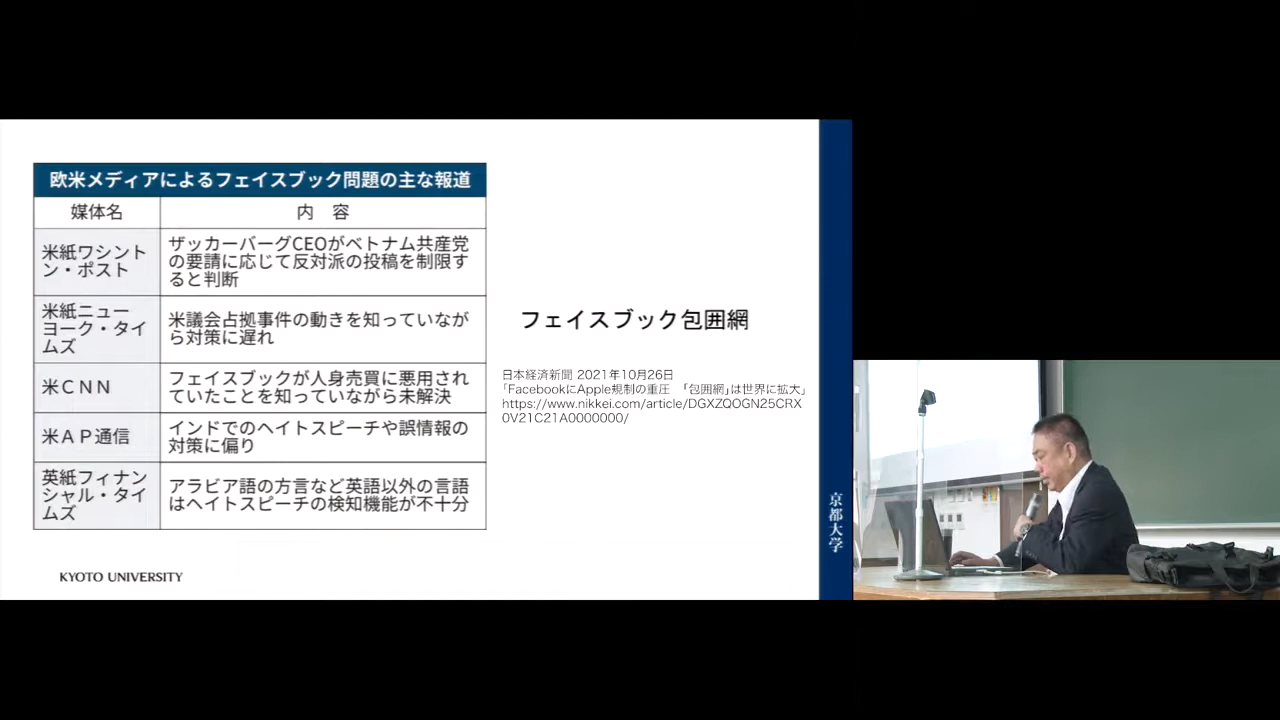 欧米メディアによるフェイスブック問題の主な報道
媒体名
内　容
米紙ワシント
ン・ポスト
ザッカーバーグCEOがベトナム共産党
の要請に応じて反対派の投稿を制限す
ると判断
米紙ニュー
ヨーク・タイ
ムズ
米議会占拠事件の動きを知っていなが
ら対策に遅れ
米ＣＮＮ
フェイスブックが人身売買に悪用され
ていたことを知っていながら未解決
米ＡＰ通信
インドでのヘイトスピーチや誤情報の
対策に偏り
英紙フィナン
シャル・タイ
ムズ
アラビア語の方言など英語以外の言語
はヘイトスピーチの検知機能が不十分
フェイスブック包囲網
日本経済新聞 2021年10月26日
「FacebookにApple規制の重圧　「包囲網」は世界に拡大」
https://www.nikkei.com/article/DGXZQOGN25CRX
0V21C21A0000000/
KYOTO UNIVERSITY
京都大学